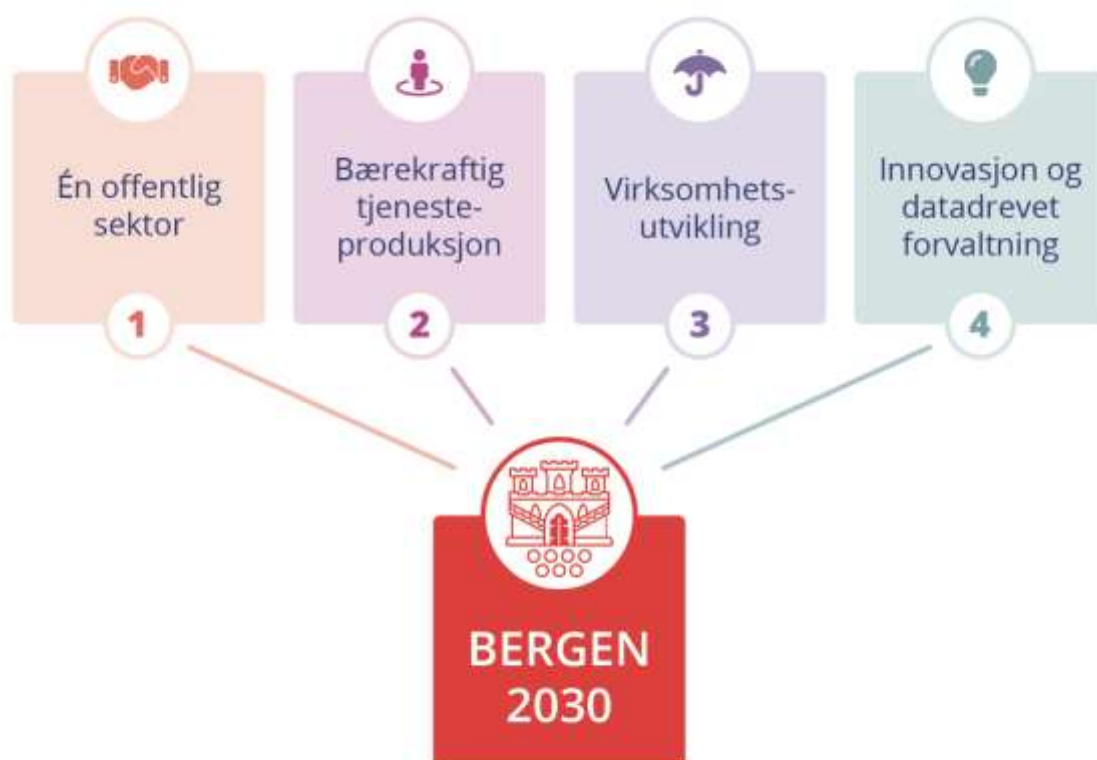 Én offentlig
sektor
1
Bærekraftig
tjeneste-
produksjon
2
Virksomhets-
utvikling
3
Innovasjon og
datadrevet
forvaltning
4
BERGEN
2030